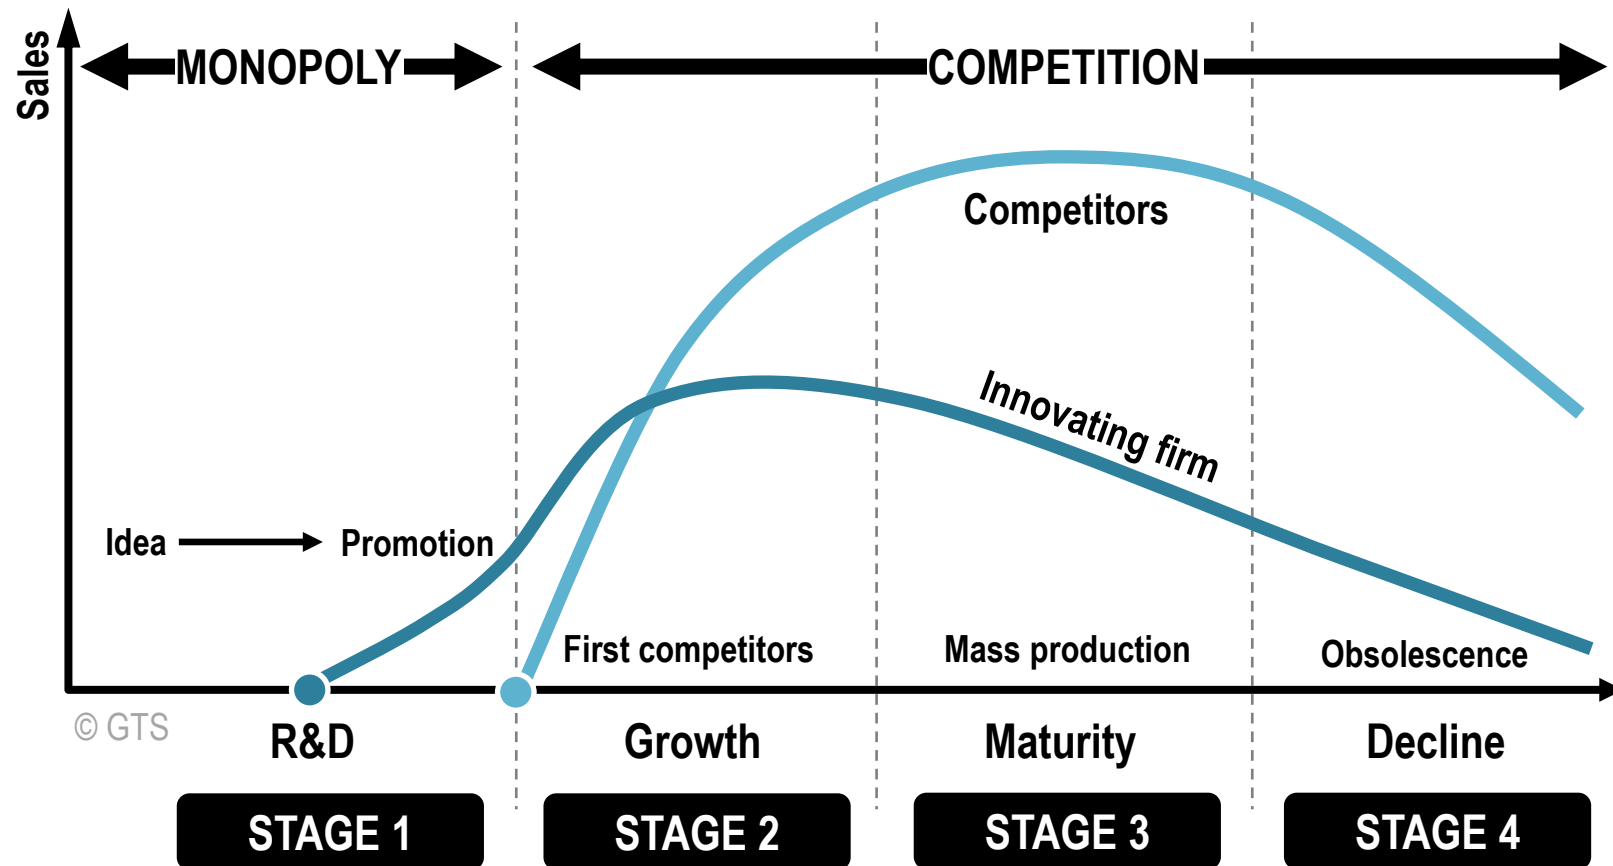 Sales
MONOPOLY
COMPETITION
Competitors
Innovating firm
Idea
Promotion
First competitors
Mass production
Obsolescence
© GTS
R&D
Growth
Maturity
Decline
STAGE 1
STAGE 2
STAGE 3
STAGE 4